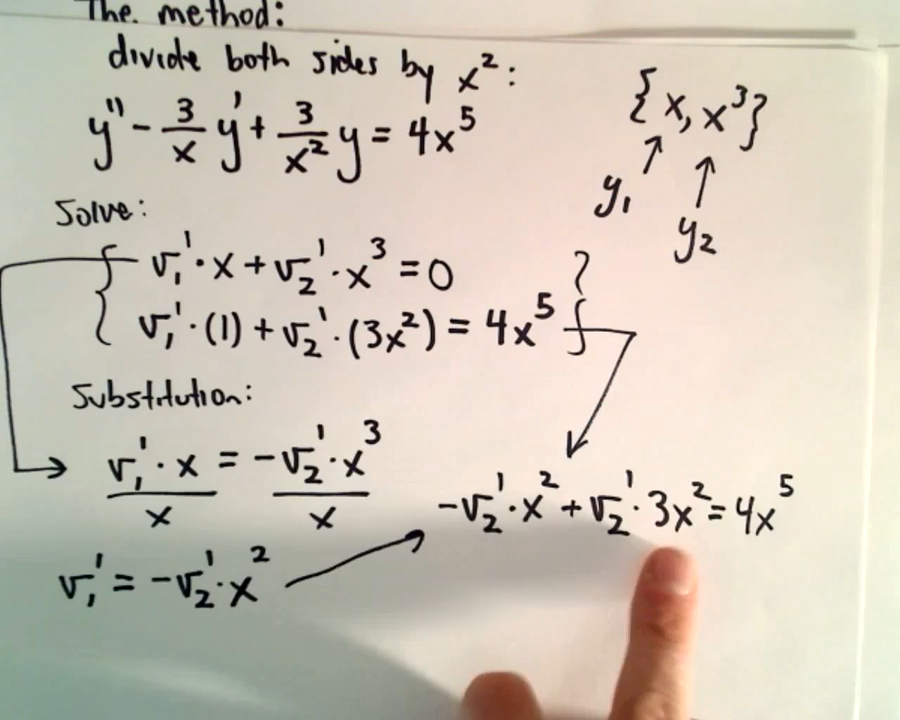 The method:
divide both sides by x²:
y'' - 3/x y' + 3/x² y = 4x⁵
{x, x³}
y₁
y₂
Solve:
v₁'·x + v₂'·x³ = 0
v₁'·(1) + v₂'·(3x²) = 4x⁵
Substitution:
v₁'·x/x = -v₂'·x³/x
v₁' = -v₂'·x²
-v₂'·x² + v₂'·3x² = 4x⁵